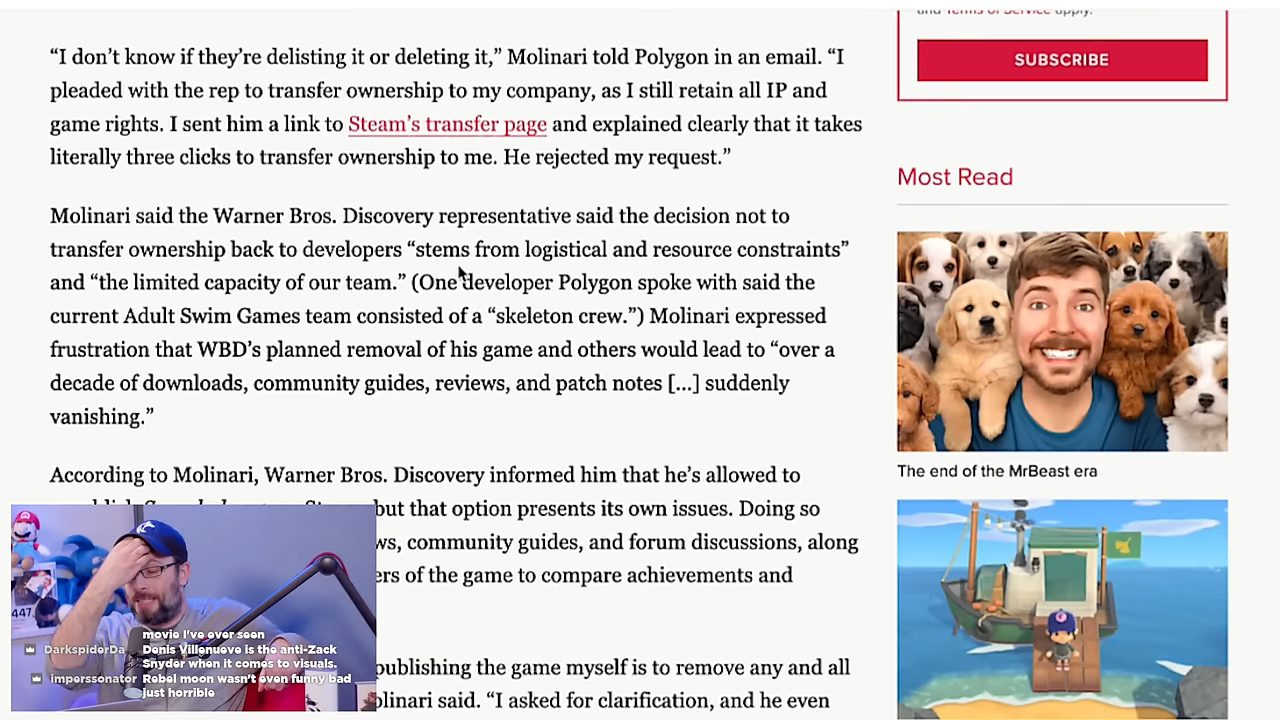 and Terms of Service apply.
SUBSCRIBE
“I don’t know if they’re delisting it or deleting it,” Molinari told Polygon in an email. “I
pleaded with the rep to transfer ownership to my company, as I still retain all IP and
game rights. I sent him a link to Steam’s transfer page and explained clearly that it takes
literally three clicks to transfer ownership to me. He rejected my request.”
Molinari said the Warner Bros. Discovery representative said the decision not to
transfer ownership back to developers “stems from logistical and resource constraints”
and “the limited capacity of our team.” (One developer Polygon spoke with said the
current Adult Swim Games team consisted of a “skeleton crew.”) Molinari expressed
frustration that WBD’s planned removal of his game and others would lead to “over a
decade of downloads, community guides, reviews, and patch notes [...] suddenly
vanishing.”
According to Molinari, Warner Bros. Discovery informed him that he’s allowed to
but that option presents its own issues. Doing so
ws, community guides, and forum discussions, along
ers of the game to compare achievements and
publishing the game myself is to remove any and all
olinari said. “I asked for clarification, and he even
Most Read
The end of the MrBeast era
447
movie I've ever seen
DarkspiderDa Denis Villenueve is the anti-Zack
Snyder when it comes to visuals.
imperssonator Rebel moon wasn't even funny bad
just horrible